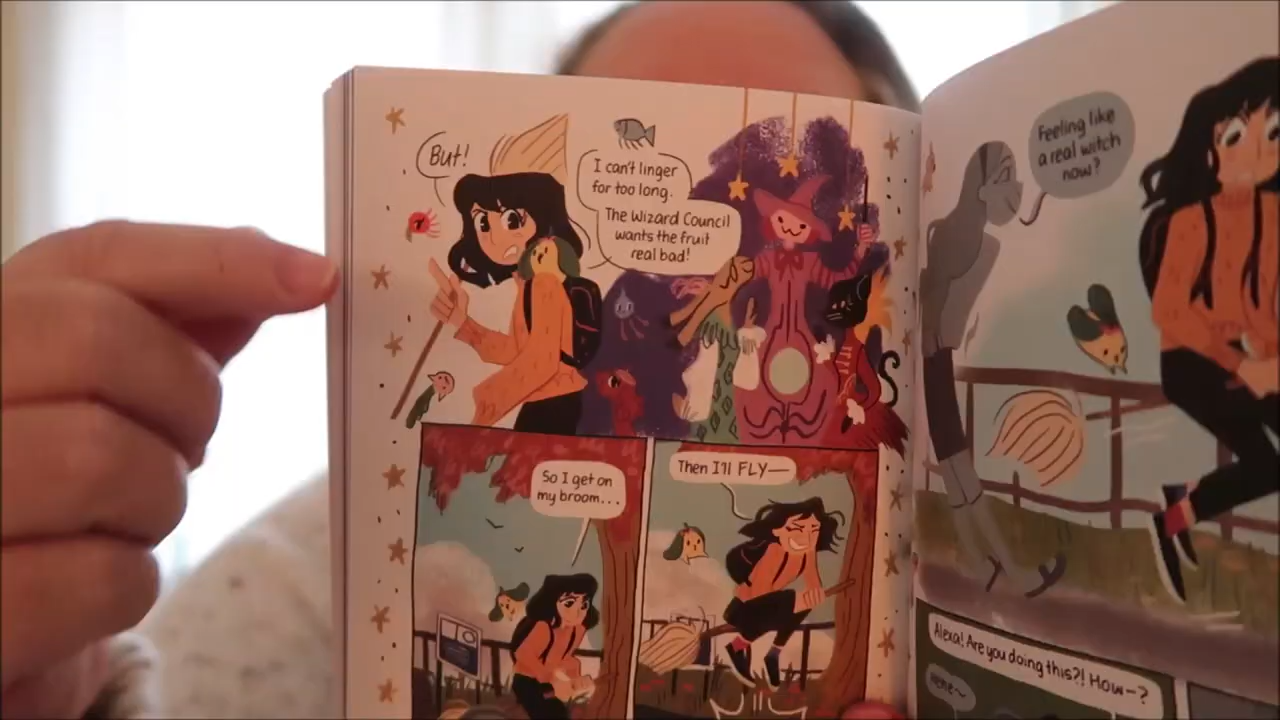 But!
I can't linger
for too long.
The Wizard Council
wants the fruit
real bad!
So I get on
my broom...
Then I'll FLY—
Feeling like
a real witch
now?
Alexa! Are you doing this?! How—?
Hehe~